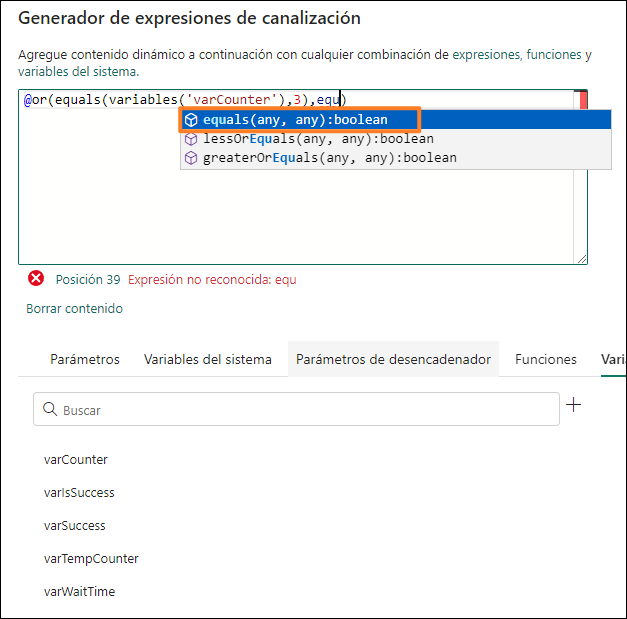 Generador de expresiones de canalización
Agregue contenido dinámico a continuación con cualquier combinación de expresiones, funciones y
variables del sistema.
@or(equals(variables('varCounter'),3),equ)
equals(any, any):boolean
lessOrEquals(any, any):boolean
greaterOrEquals(any, any):boolean
Posición 39 Expresión no reconocida: equ
Borrar contenido
Parámetros Variables del sistema Parámetros de desencadenador Funciones Varia
Buscar
varCounter
varIsSuccess
varSuccess
varTempCounter
varWaitTime